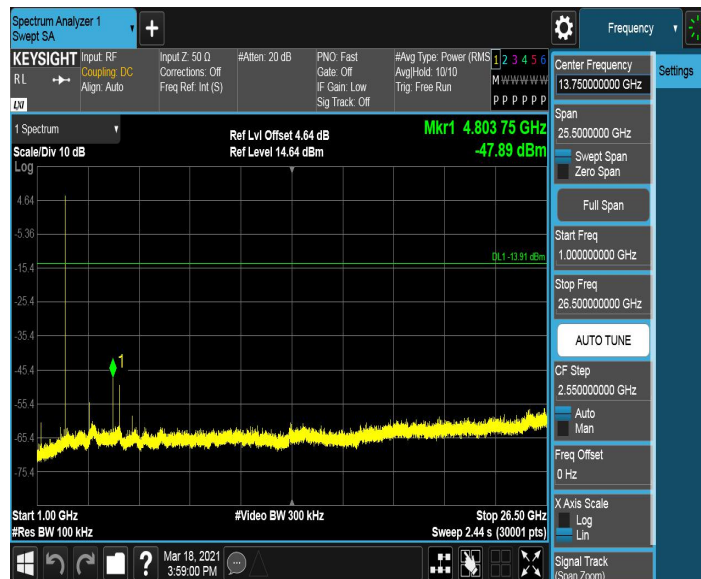 Spectrum Analyzer 1
Swept SA
Frequency
KEYSIGHT
RL
LXI
Input: RF
Coupling: DC
Align: Auto
Input Z: 50 Ω
Corrections: Off
Freq Ref: Int (S)
#Atten: 20 dB
PNO: Fast
Gate: Off
IF Gain: Low
Sig Track: Off
#Avg Type: Power (RMS
Avg|Hold: 10/10
Trig: Free Run
1 2 3 4 5 6
M W W W W W
P P P P P P
1 Spectrum
Scale/Div 10 dB
Log
Ref Lvl Offset 4.64 dB
Ref Level 14.64 dBm
Mkr1 4.803 75 GHz
-47.89 dBm
4.64
-5.36
-15.4
-25.4
-35.4
-45.4
-55.4
-65.4
-75.4
DL1 -13.91 dBm
1
Start 1.00 GHz
#Res BW 100 kHz
#Video BW 300 kHz
Stop 26.50 GHz
Sweep 2.44 s (30001 pts)
Mar 18, 2021
3:59:00 PM
Center Frequency
13.750000000 GHz
Settings
Span
25.5000000 GHz
Swept Span
Zero Span
Full Span
Start Freq
1.000000000 GHz
Stop Freq
26.500000000 GHz
AUTO TUNE
CF Step
2.550000000 GHz
Auto
Man
Freq Offset
0 Hz
X Axis Scale
Log
Lin
Signal Track
(Span Zoom)